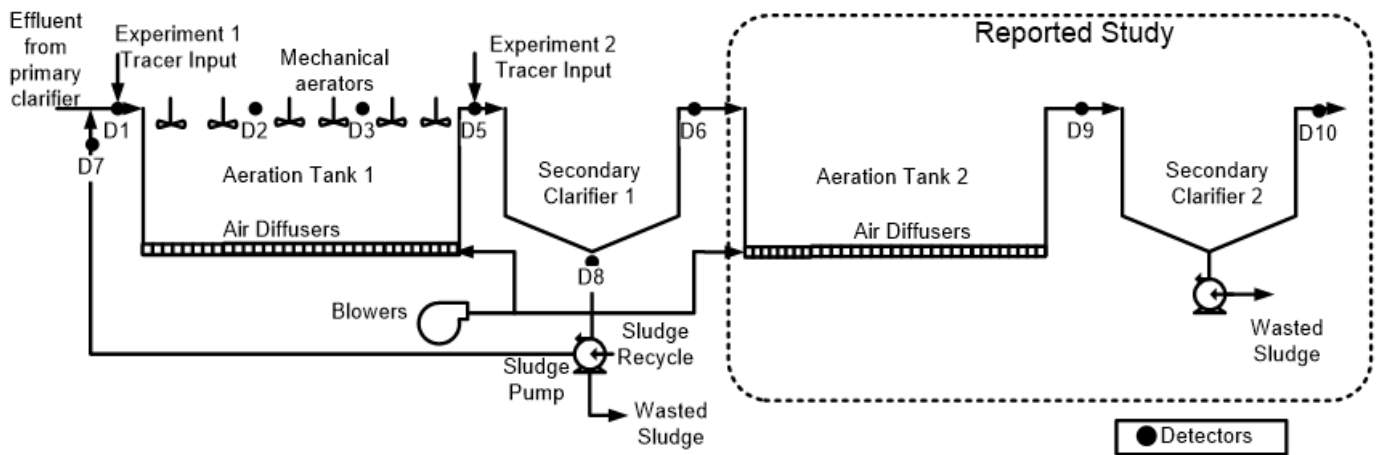 Effluent
from
primary
clarifier
Experiment 1
Tracer Input
Mechanical
aerators
Experiment 2
Tracer Input
Reported Study
D1
D2
D3
D5
D6
D9
D10
D7
Aeration Tank 1
Secondary
Clarifier 1
Aeration Tank 2
Secondary
Clarifier 2
Air Diffusers
Air Diffusers
D8
Blowers
Sludge
Recycle
Sludge
Pump
Wasted
Sludge
Wasted
Sludge
Detectors